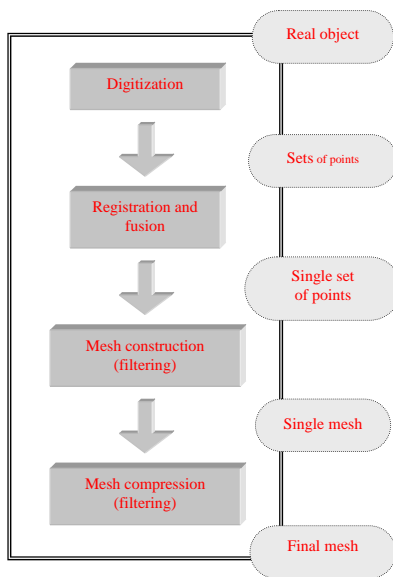 Real object
Digitization
Sets of points
Registration and
fusion
Single set
of points
Mesh construction
(filtering)
Single mesh
Mesh compression
(filtering)
Final mesh